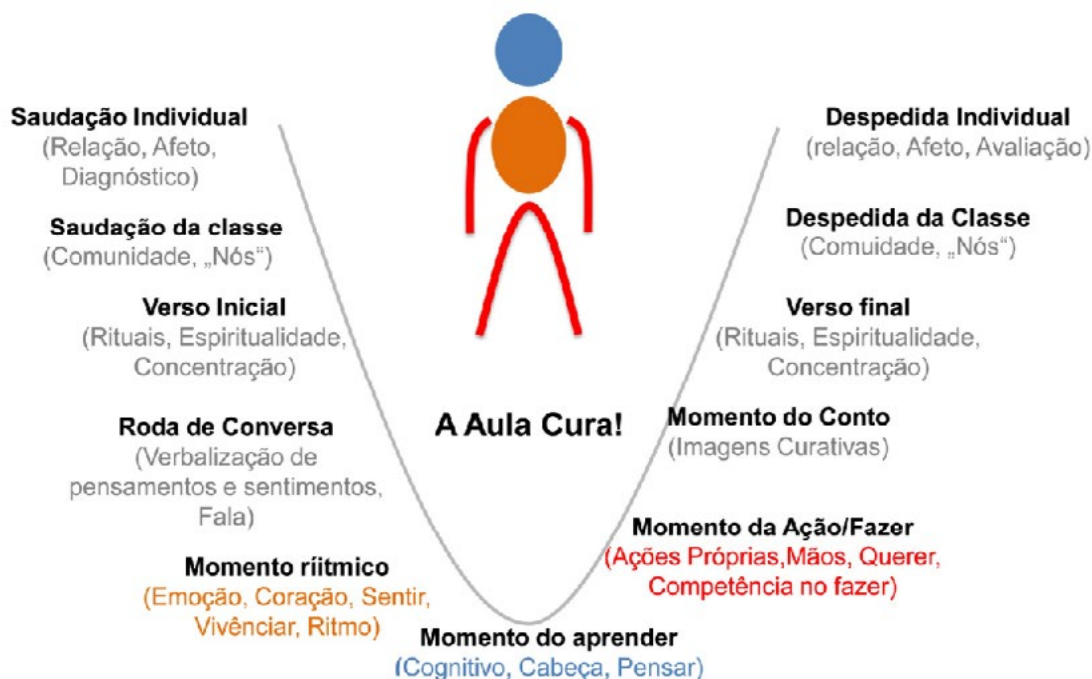 Saudação Individual
(Relação, Afeto,
Diagnóstico)
Saudação da classe
(Comunidade, „Nós“)
Verso Inicial
(Rituais, Espiritualidade,
Concentração)
Roda de Conversa
(Verbalização de
pensamentos e sentimentos,
Fala)
Momento ríitmico
(Emoção, Coração, Sentir,
Vivênciar, Ritmo)
Momento do aprender
(Cognitivo, Cabeça, Pensar)
A Aula Cura!
Momento da Ação/Fazer
(Ações Próprias,Mãos, Querer,
Competência no fazer)
Momento do Conto
(Imagens Curativas)
Verso final
(Rituais, Espiritualidade,
Concentração)
Despedida da Classe
(Comuidade, „Nós“)
Despedida Individual
(relação, Afeto, Avaliação)